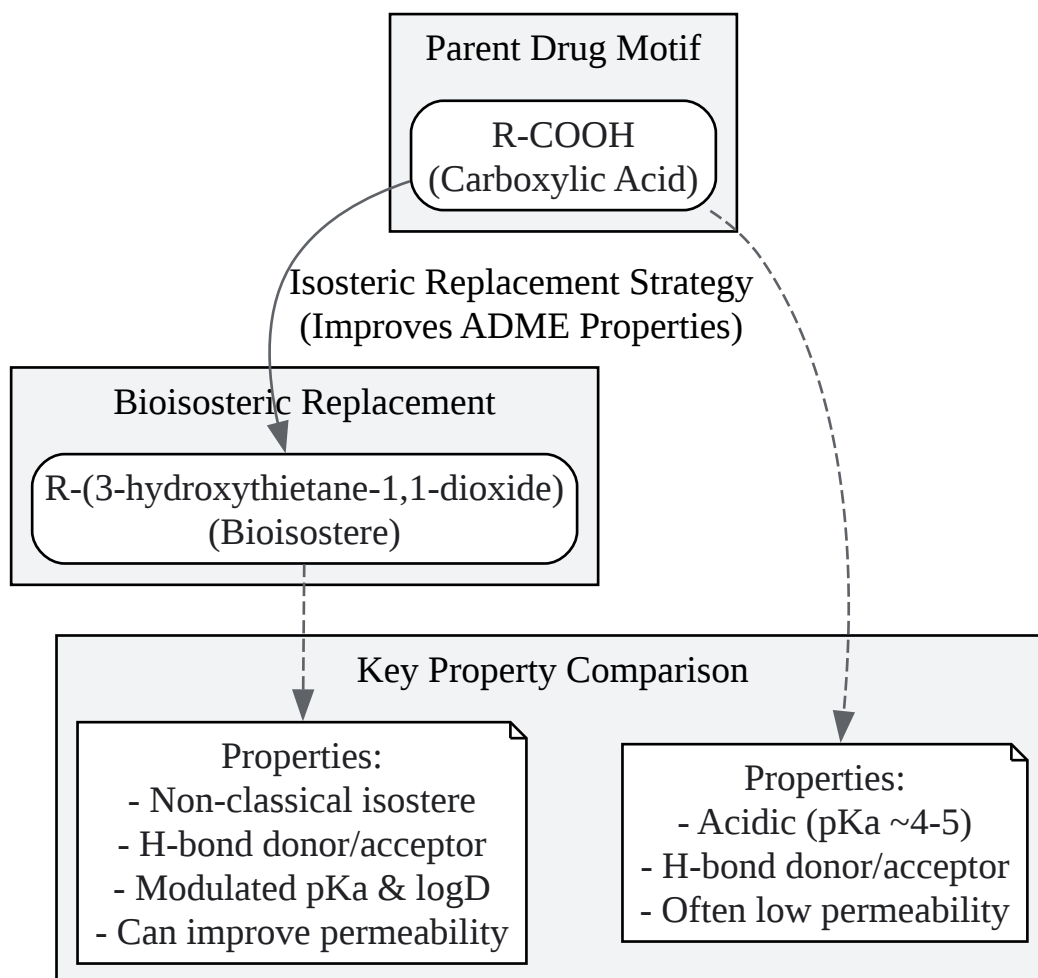 Parent Drug Motif
R-COOH
(Carboxylic Acid)
Isosteric Replacement Strategy
(Improves ADME Properties)
Bioisosteric Replacement
R-(3-hydroxythietane-1,1-dioxide)
(Bioisostere)
Key Property Comparison
Properties:
- Non-classical isostere
- H-bond donor/acceptor
- Modulated pKa & logD
- Can improve permeability
Properties:
- Acidic (pKa ~4-5)
- H-bond donor/acceptor
- Often low permeability